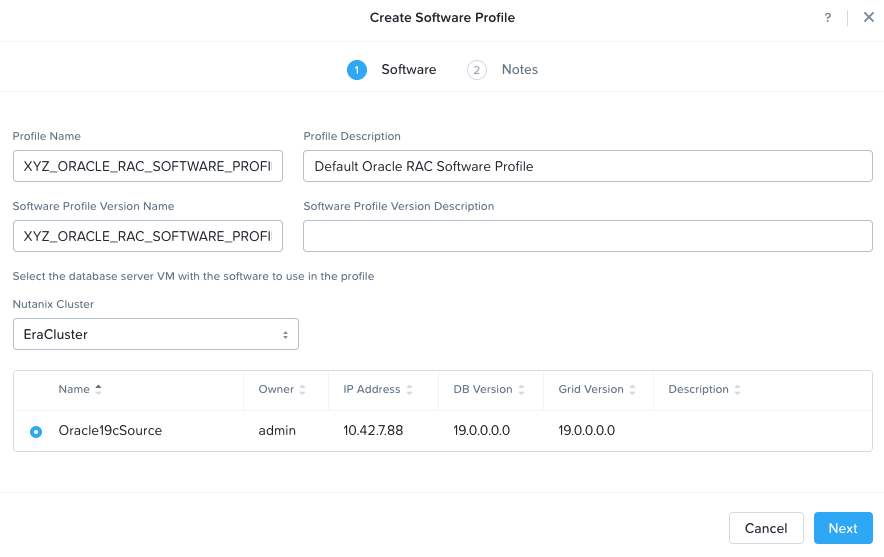 Create Software Profile ?
1 Software 2 Notes
Profile Name Profile Description
XYZ_ORACLE_RAC_SOFTWARE_PROFI Default Oracle RAC Software Profile
Software Profile Version Name Software Profile Version Description
XYZ_ORACLE_RAC_SOFTWARE_PROFI
Select the database server VM with the software to use in the profile
Nutanix Cluster
EraCluster
Name Owner IP Address DB Version Grid Version Description
Oracle19cSource admin 10.42.7.88 19.0.0.0.0 19.0.0.0.0
Cancel Next